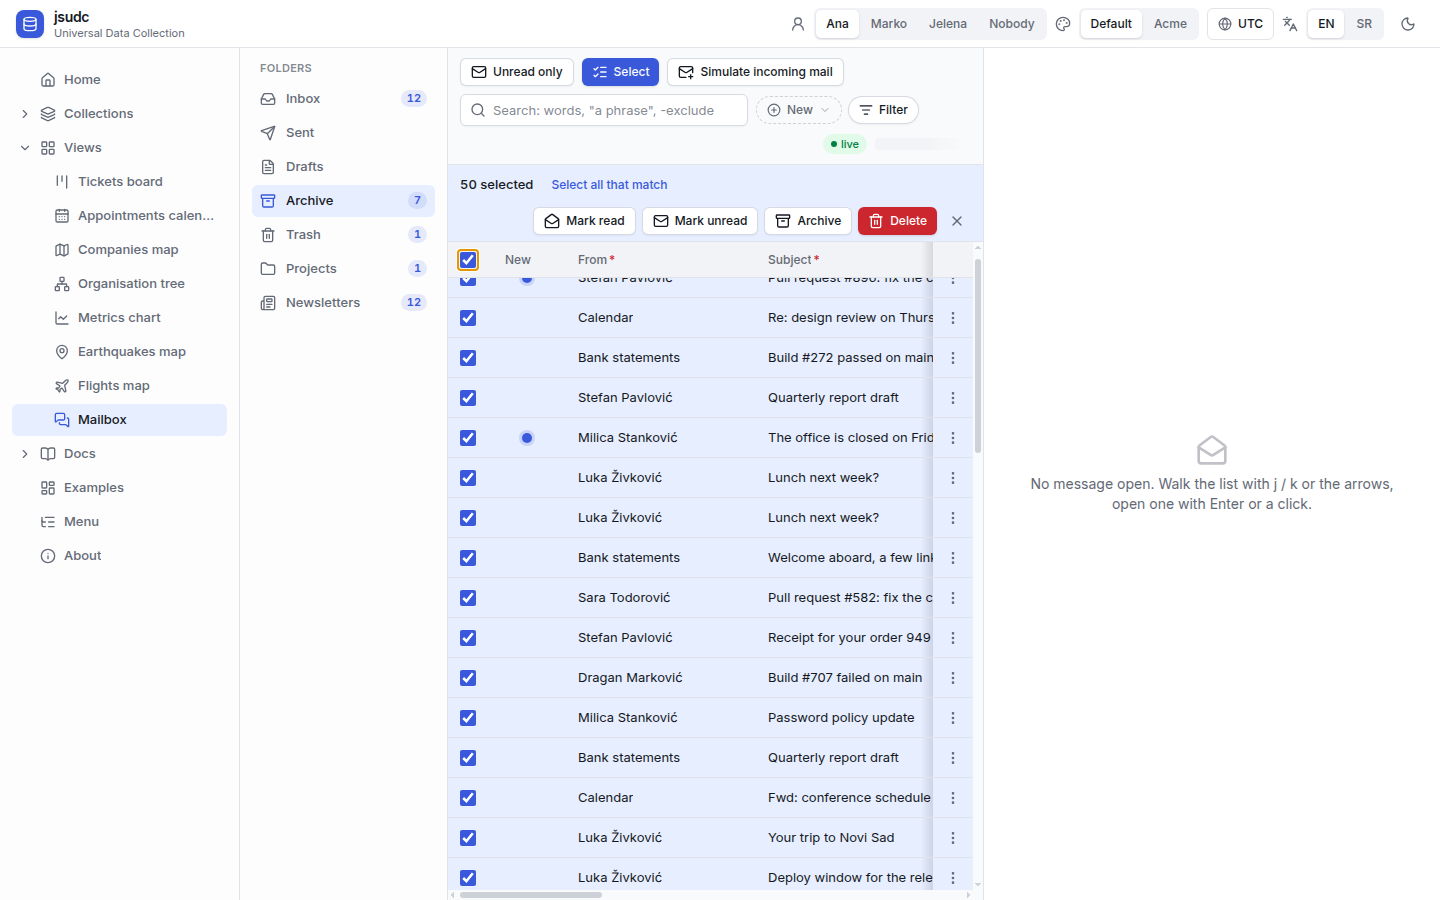 jsudc
Universal Data Collection
Ana Marko Jelena Nobody Default Acme UTC EN SR
Home
Collections
Views
Tickets board
Appointments calen...
Companies map
Organisation tree
Metrics chart
Earthquakes map
Flights map
Mailbox
Docs
Examples
Menu
About
FOLDERS
Inbox 12
Sent
Drafts
Archive 7
Trash 1
Projects 1
Newsletters 12
Unread only Select Simulate incoming mail
Search: words, "a phrase", -exclude New Filter
live
50 selected Select all that match
Mark read Mark unread Archive Delete
New From * Subject *
Stefan Pavlović Pull request #896: fix the c
Calendar Re: design review on Thurs
Bank statements Build #272 passed on main
Stefan Pavlović Quarterly report draft
Milica Stanković The office is closed on Frid
Luka Živković Lunch next week?
Luka Živković Lunch next week?
Bank statements Welcome aboard, a few link
Sara Todorović Pull request #582: fix the c
Stefan Pavlović Receipt for your order 949
Dragan Marković Build #707 failed on main
Milica Stanković Password policy update
Bank statements Quarterly report draft
Calendar Fwd: conference schedule
Luka Živković Your trip to Novi Sad
Luka Živković Deploy window for the rele
No message open. Walk the list with j / k or the arrows,
open one with Enter or a click.